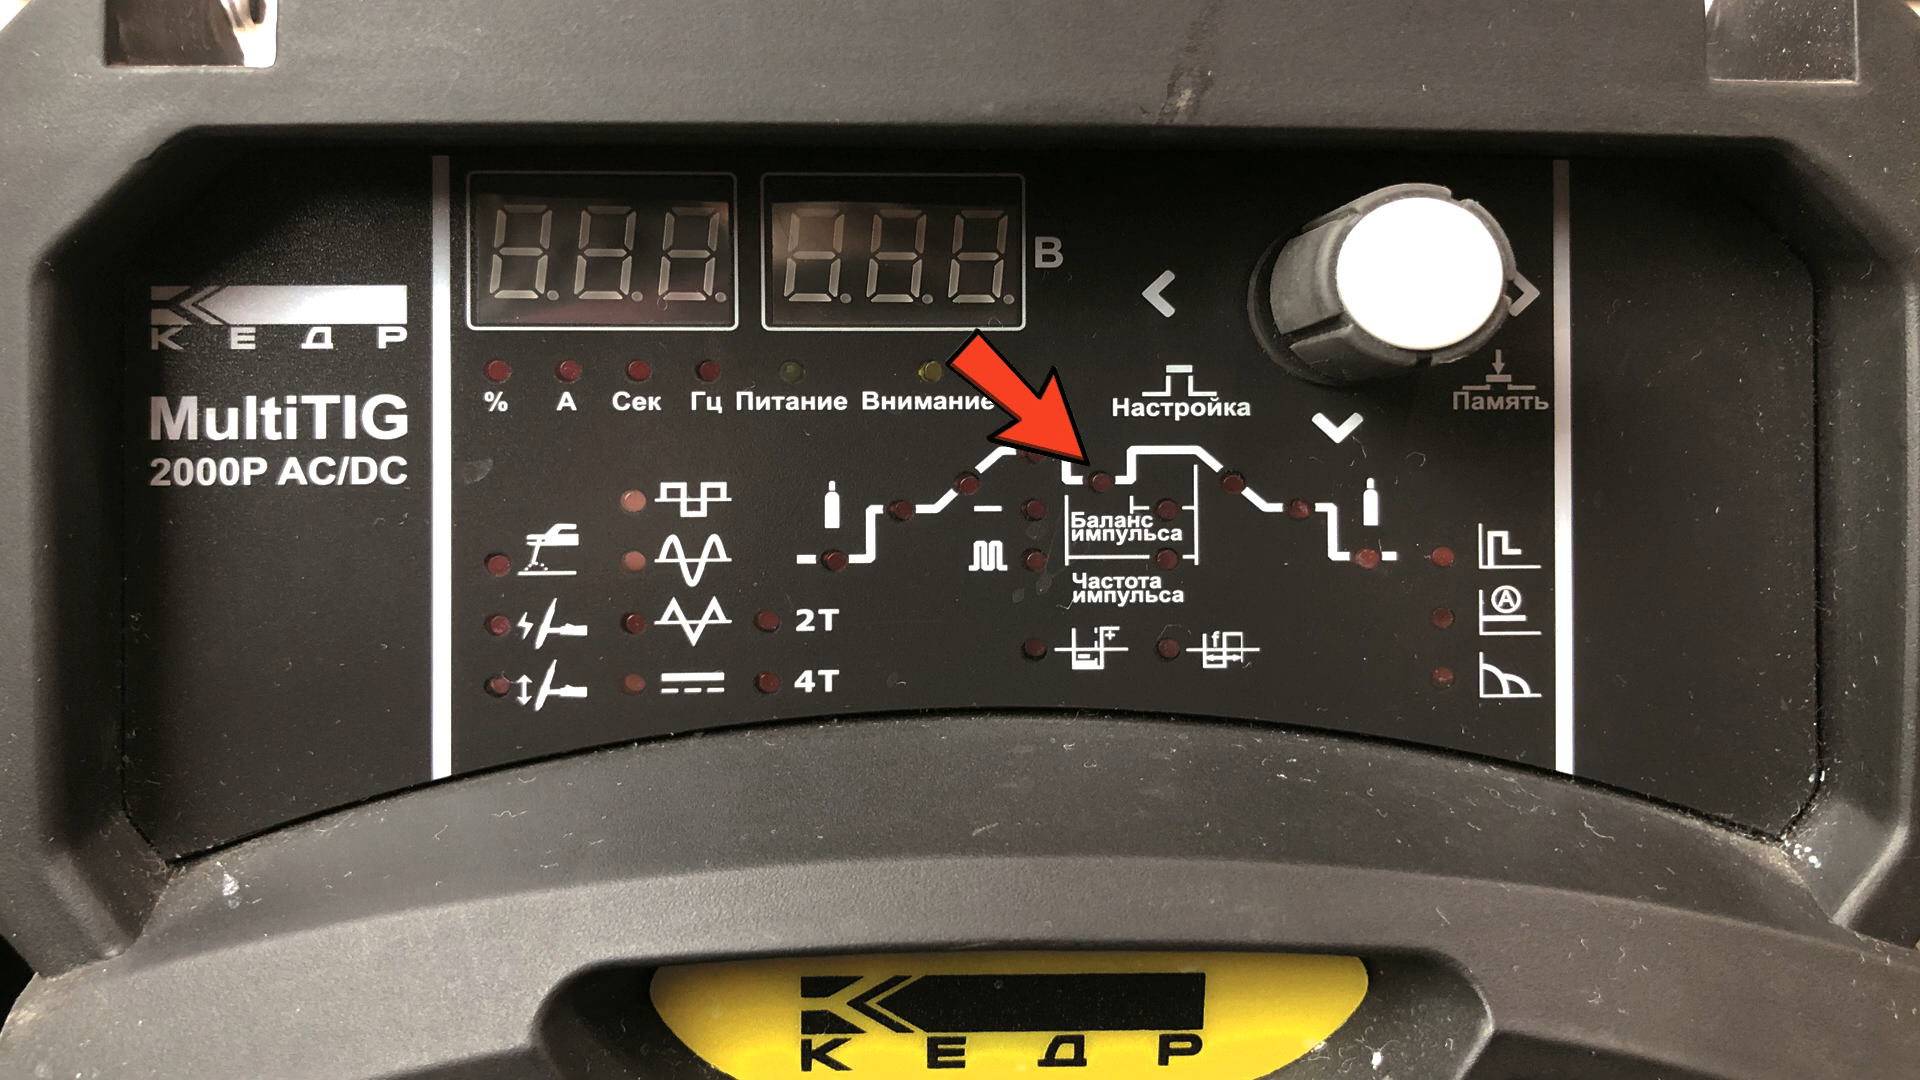 В
КЕДР
MultiTIG
2000P AC/DC
% А Сек Гц Питание Внимание
Настройка
Память
Баланс
импульса
Частота
импульса
2T
4T
A
f
КЕДР